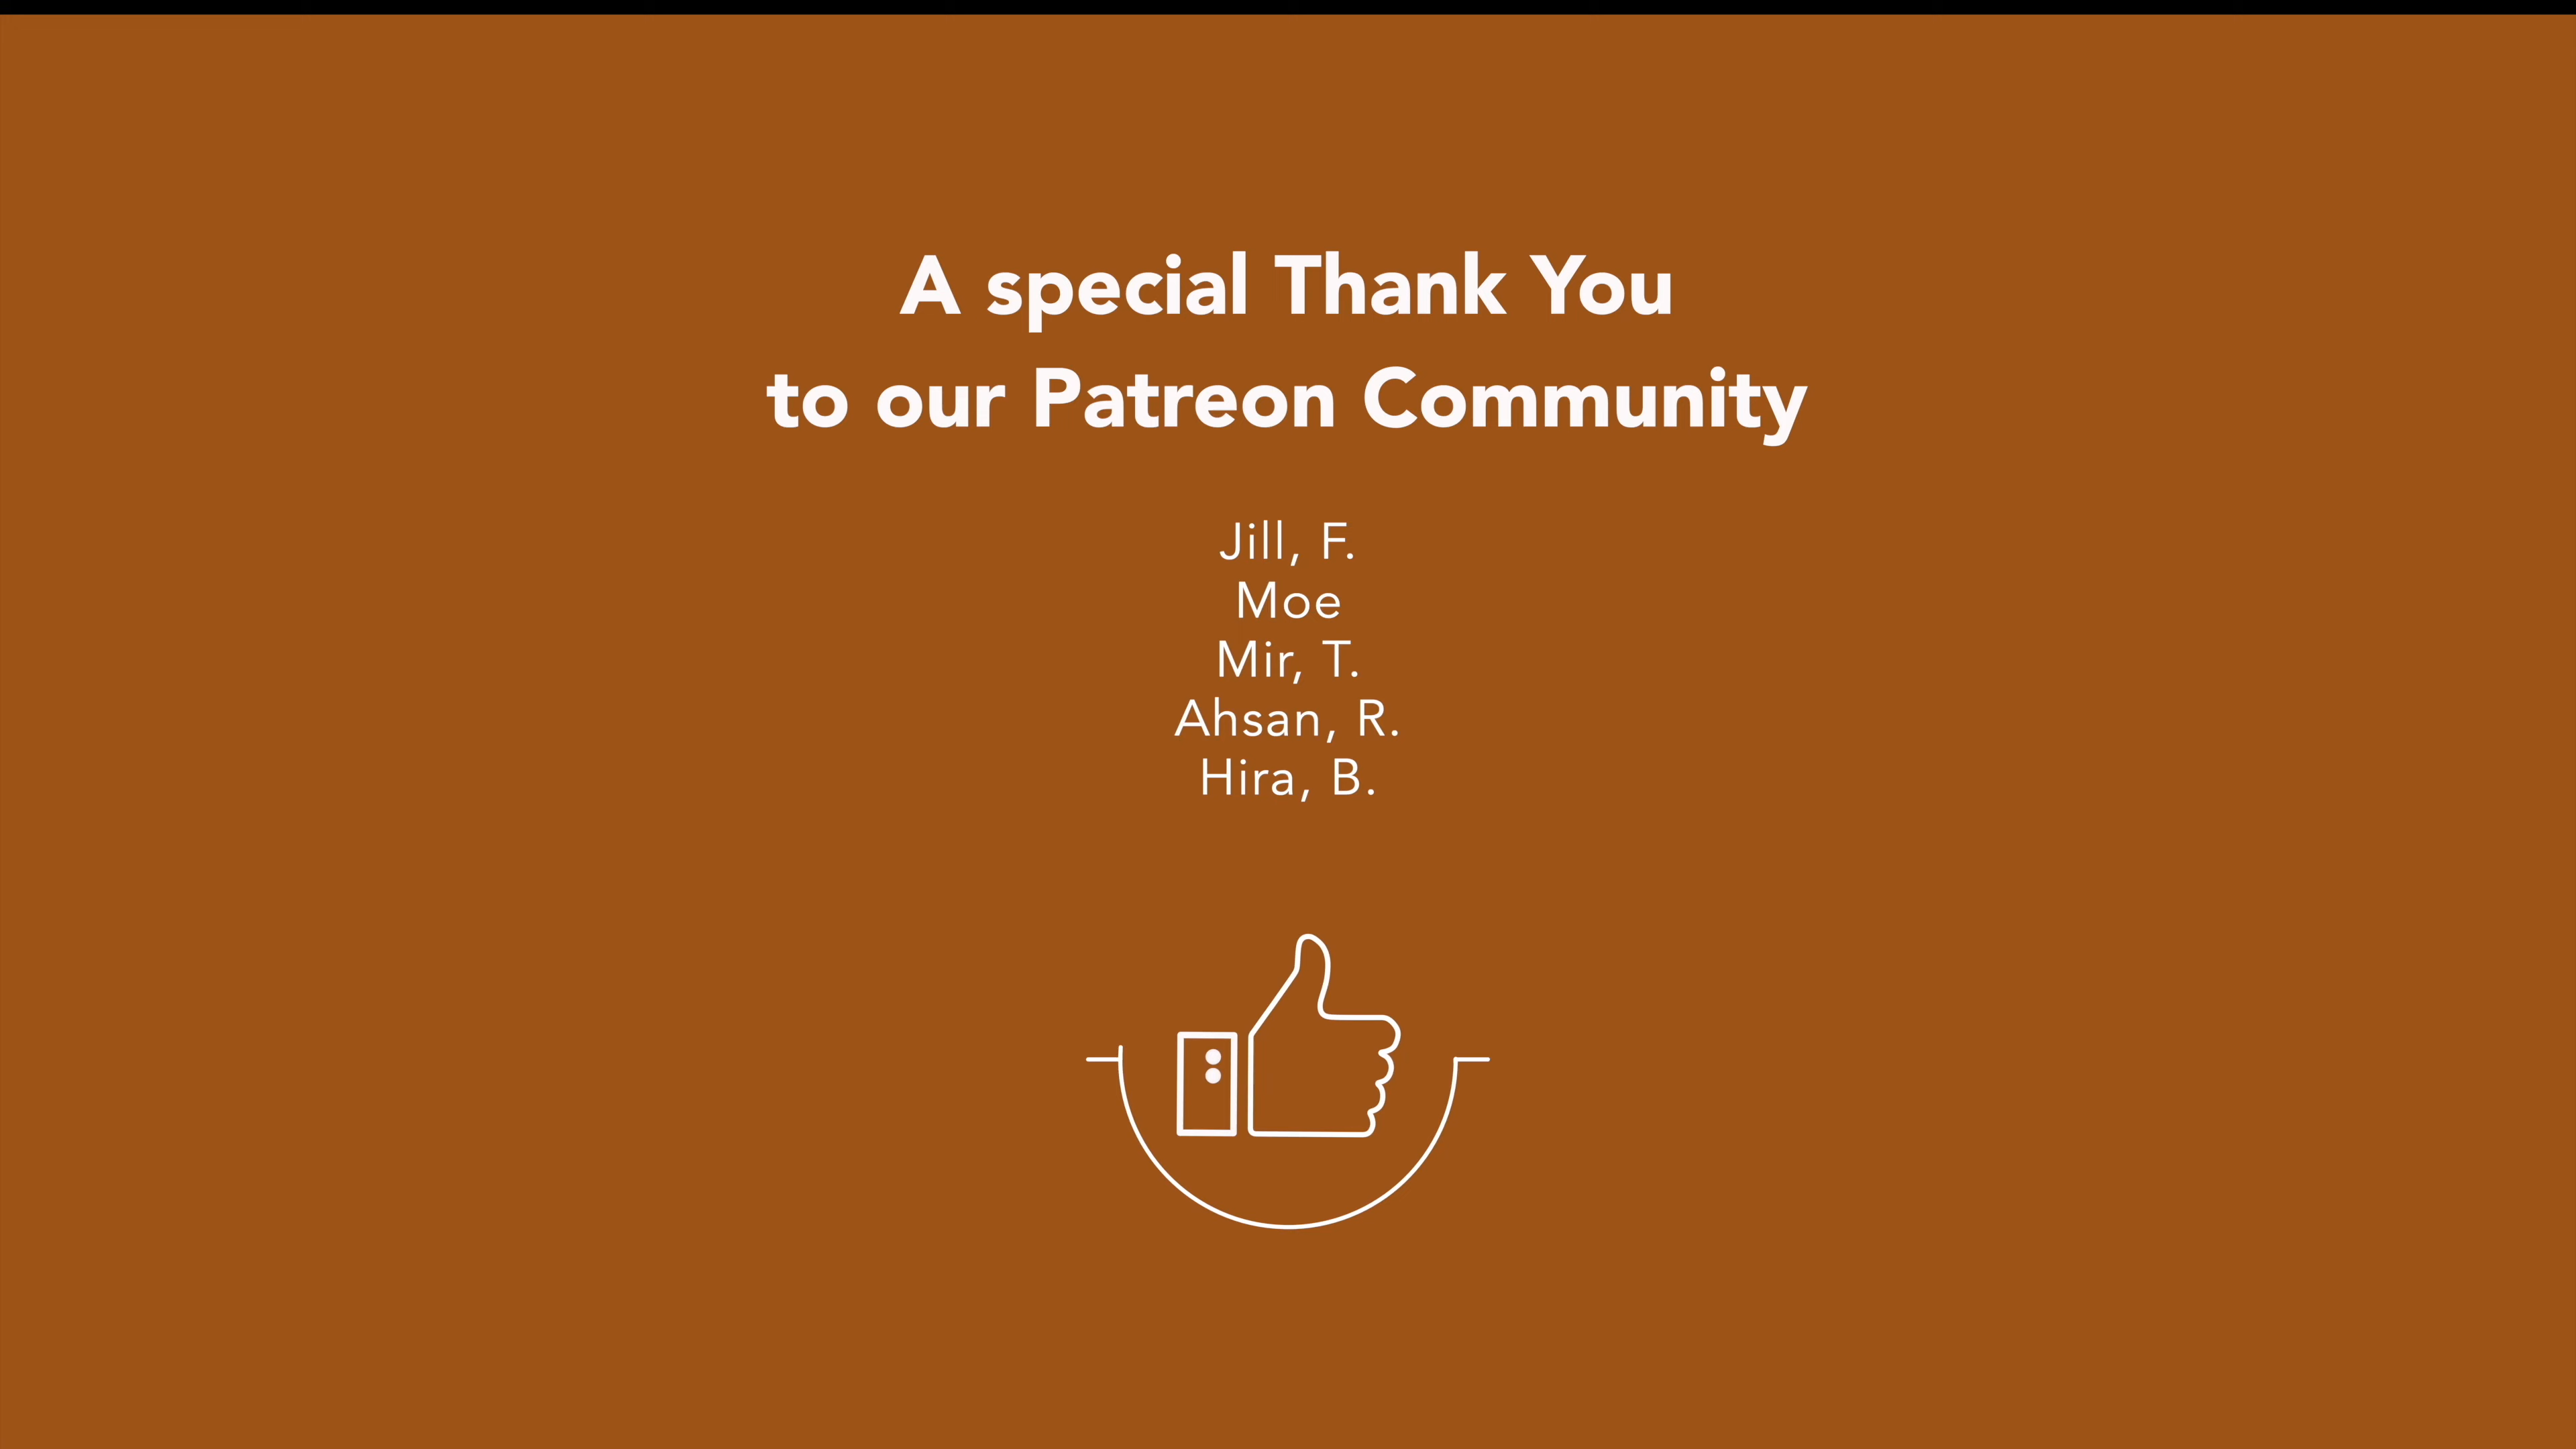 A special Thank You
to our Patreon Community
Jill, F.
Moe
Mir, T.
Ahsan, R.
Hira, B.